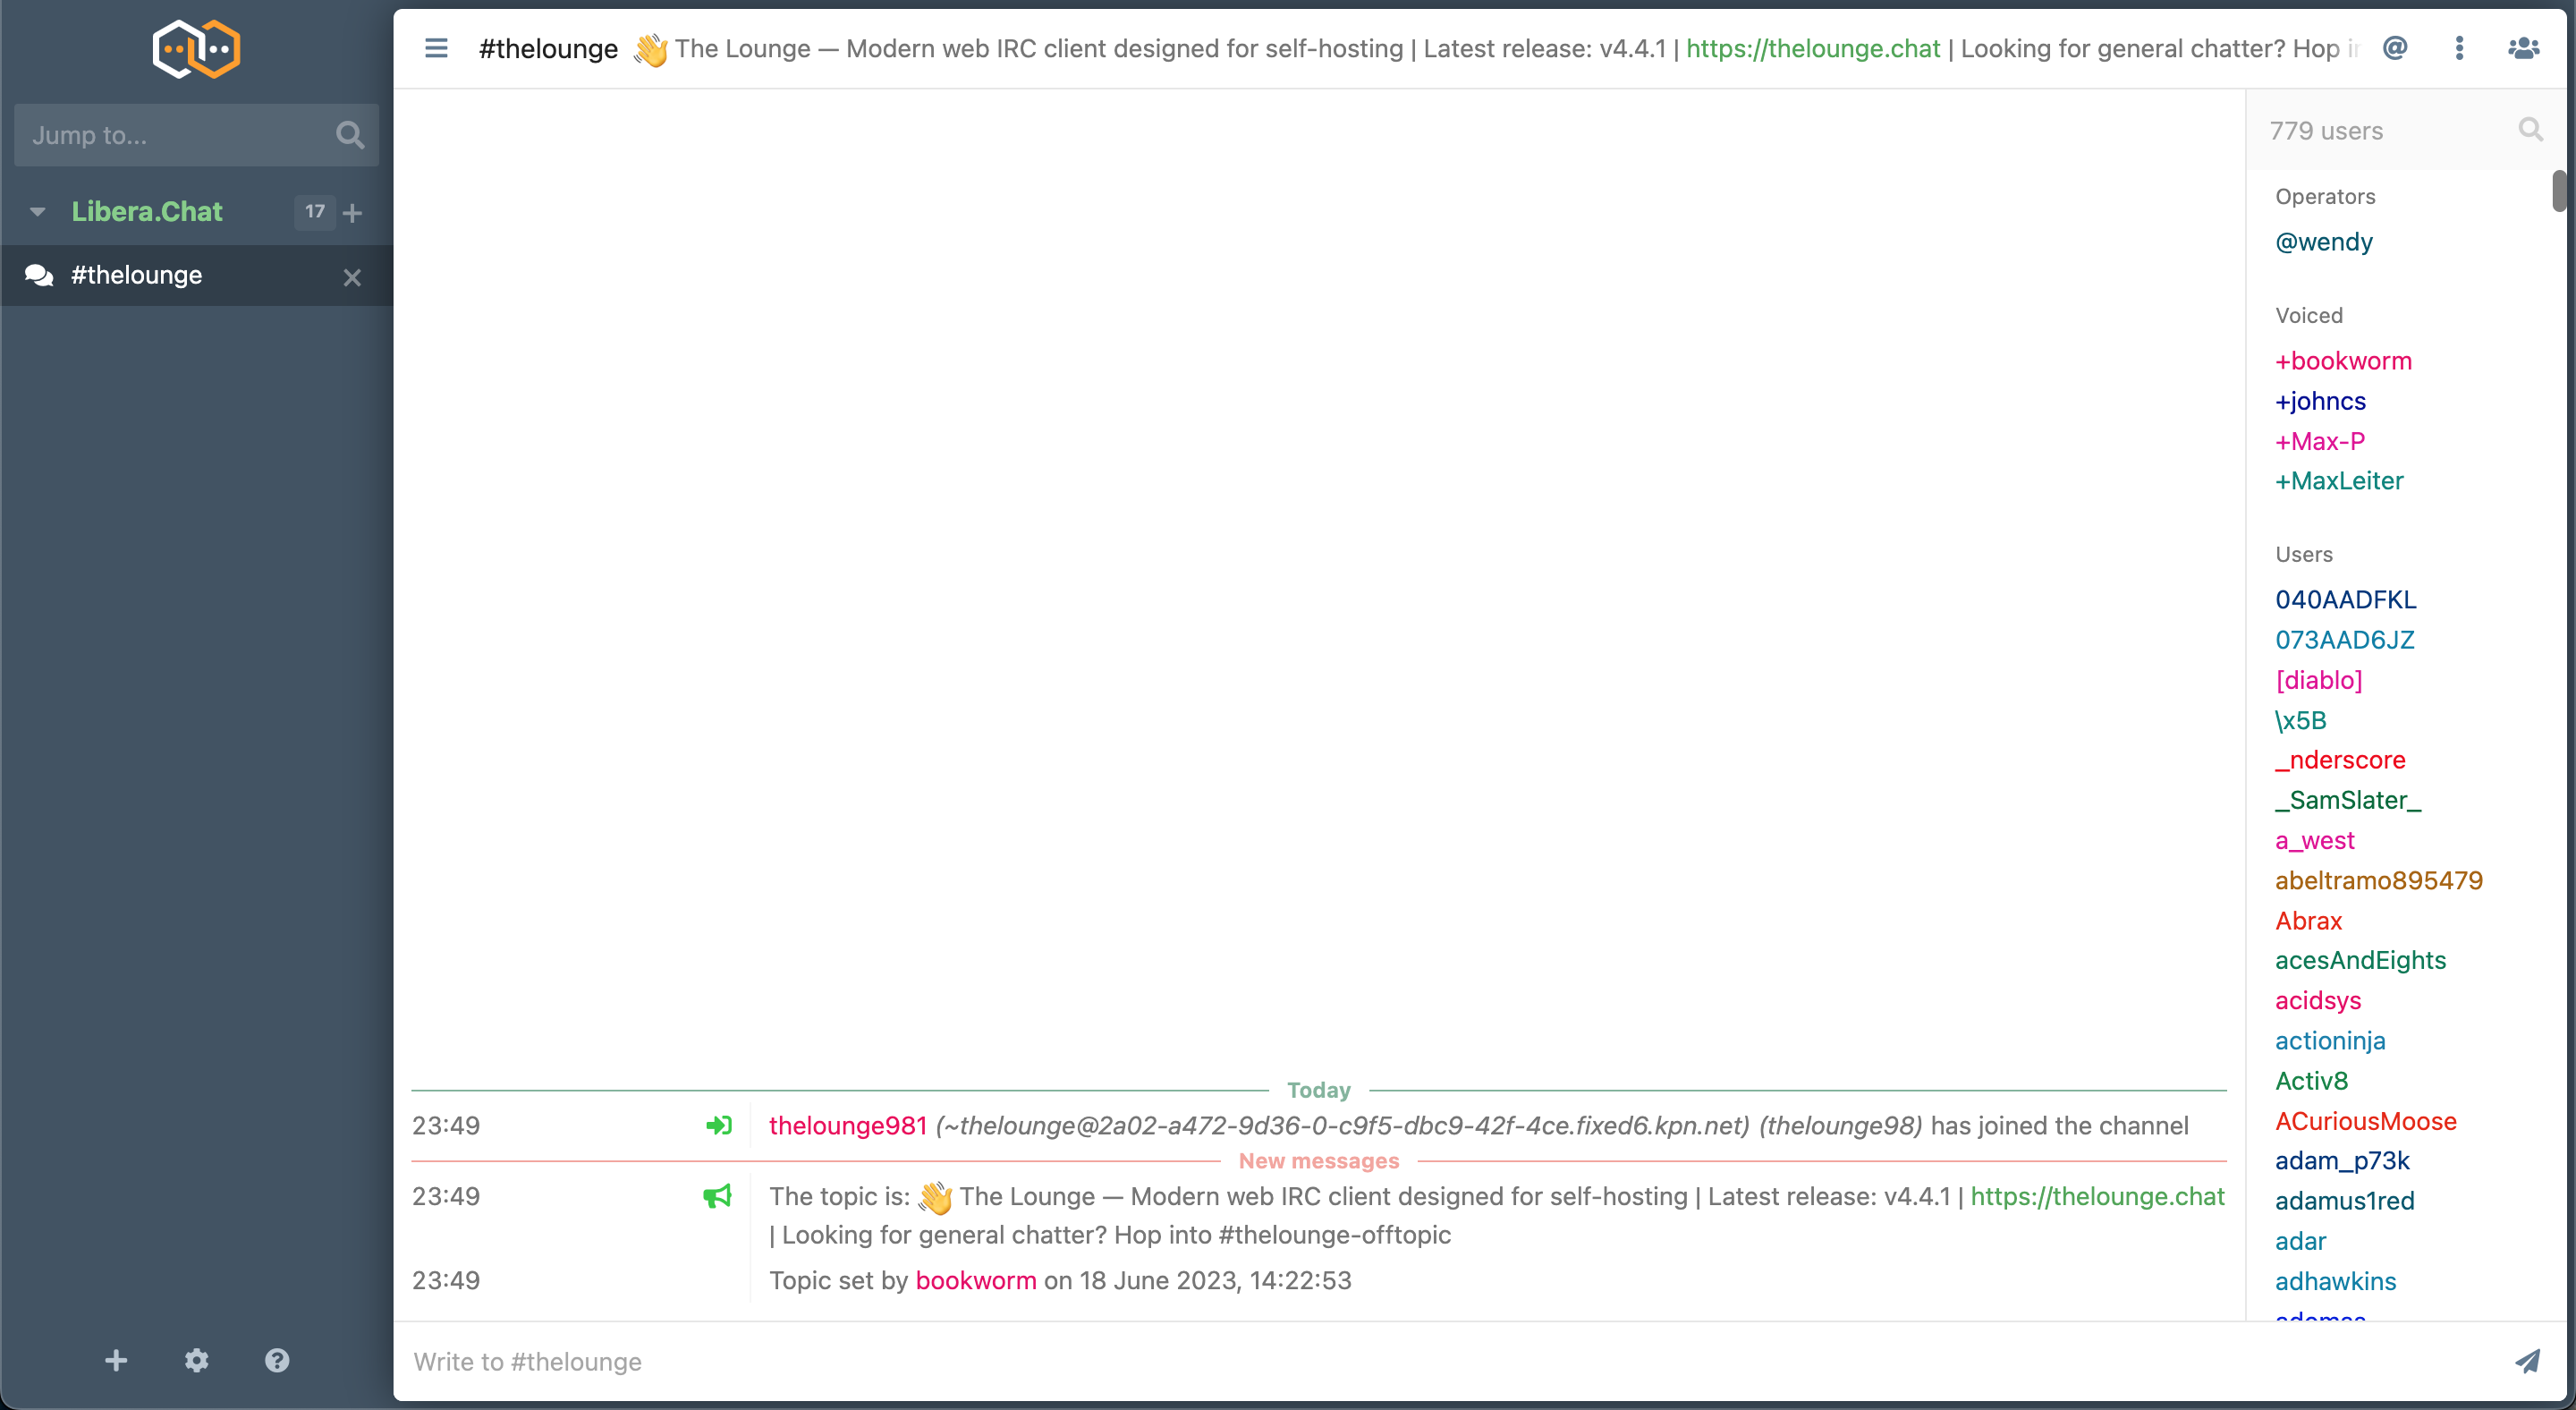 Jump to...
Libera.Chat 17
#thelounge
#thelounge 👋 The Lounge — Modern web IRC client designed for self-hosting | Latest release: v4.4.1 | https://thelounge.chat | Looking for general chatter? Hop
Today
23:49 thelounge981 (~thelounge@2a02-a472-9d36-0-c9f5-dbc9-42f-4ce.fixed6.kpn.net) (thelounge98) has joined the channel
New messages
23:49 The topic is: 👋 The Lounge — Modern web IRC client designed for self-hosting | Latest release: v4.4.1 | https://thelounge.chat
| Looking for general chatter? Hop into #thelounge-offtopic
23:49 Topic set by bookworm on 18 June 2023, 14:22:53
Write to #thelounge
779 users
Operators
@wendy
Voiced
+bookworm
+johncs
+Max-P
+MaxLeiter
Users
040AADFKL
073AAD6JZ
[diablo]
\x5B
_nderscore
_SamSlater_
a_west
abeltramo895479
Abrax
acesAndEights
acidsys
actioninja
Activ8
ACuriousMoose
adam_p73k
adamus1red
adar
adhawkins